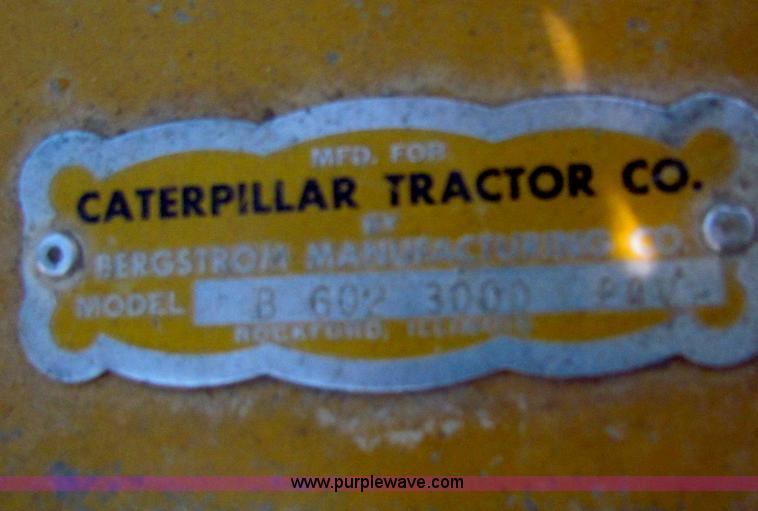 MFD. FOR
CATERPILLAR TRACTOR CO.
BY
BERGSTROM MANUFACTURING CO.
MODEL B 602 3000
ROCKFORD, ILLINOIS
www.purplewave.com